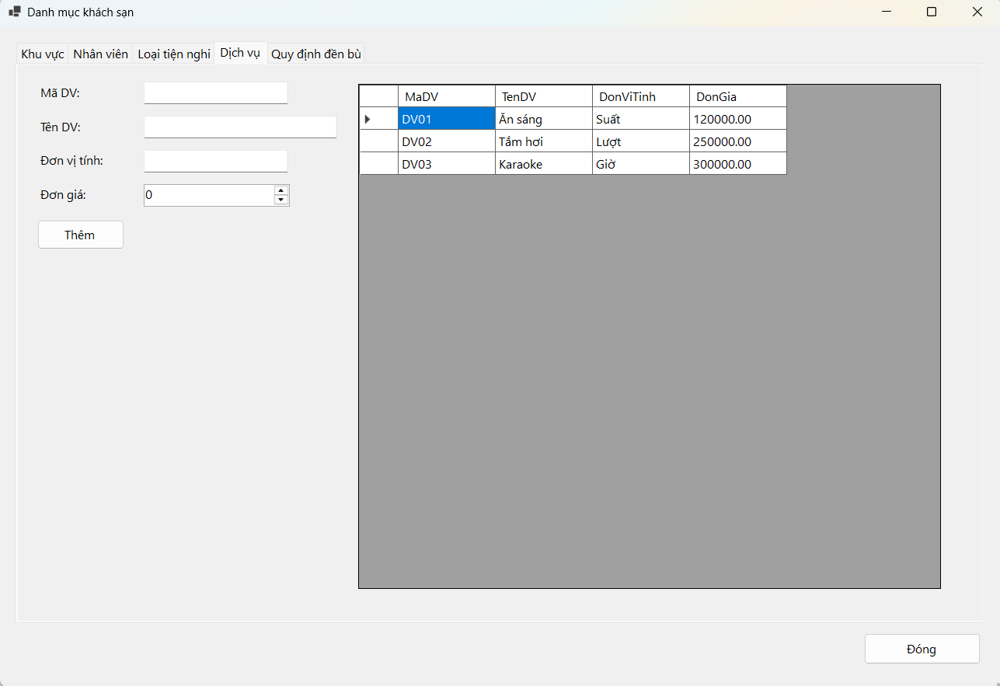 Danh mục khách sạn
Khu vực Nhân viên Loại tiện nghi Dịch vụ Quy định đền bù
Mã DV:
Tên DV:
Đơn vị tính:
Đơn giá: 0
Thêm
MaDV TenDV DonViTinh DonGia
DV01 Ăn sáng Suất 120000.00
DV02 Tắm hơi Lượt 250000.00
DV03 Karaoke Giờ 300000.00
Đóng